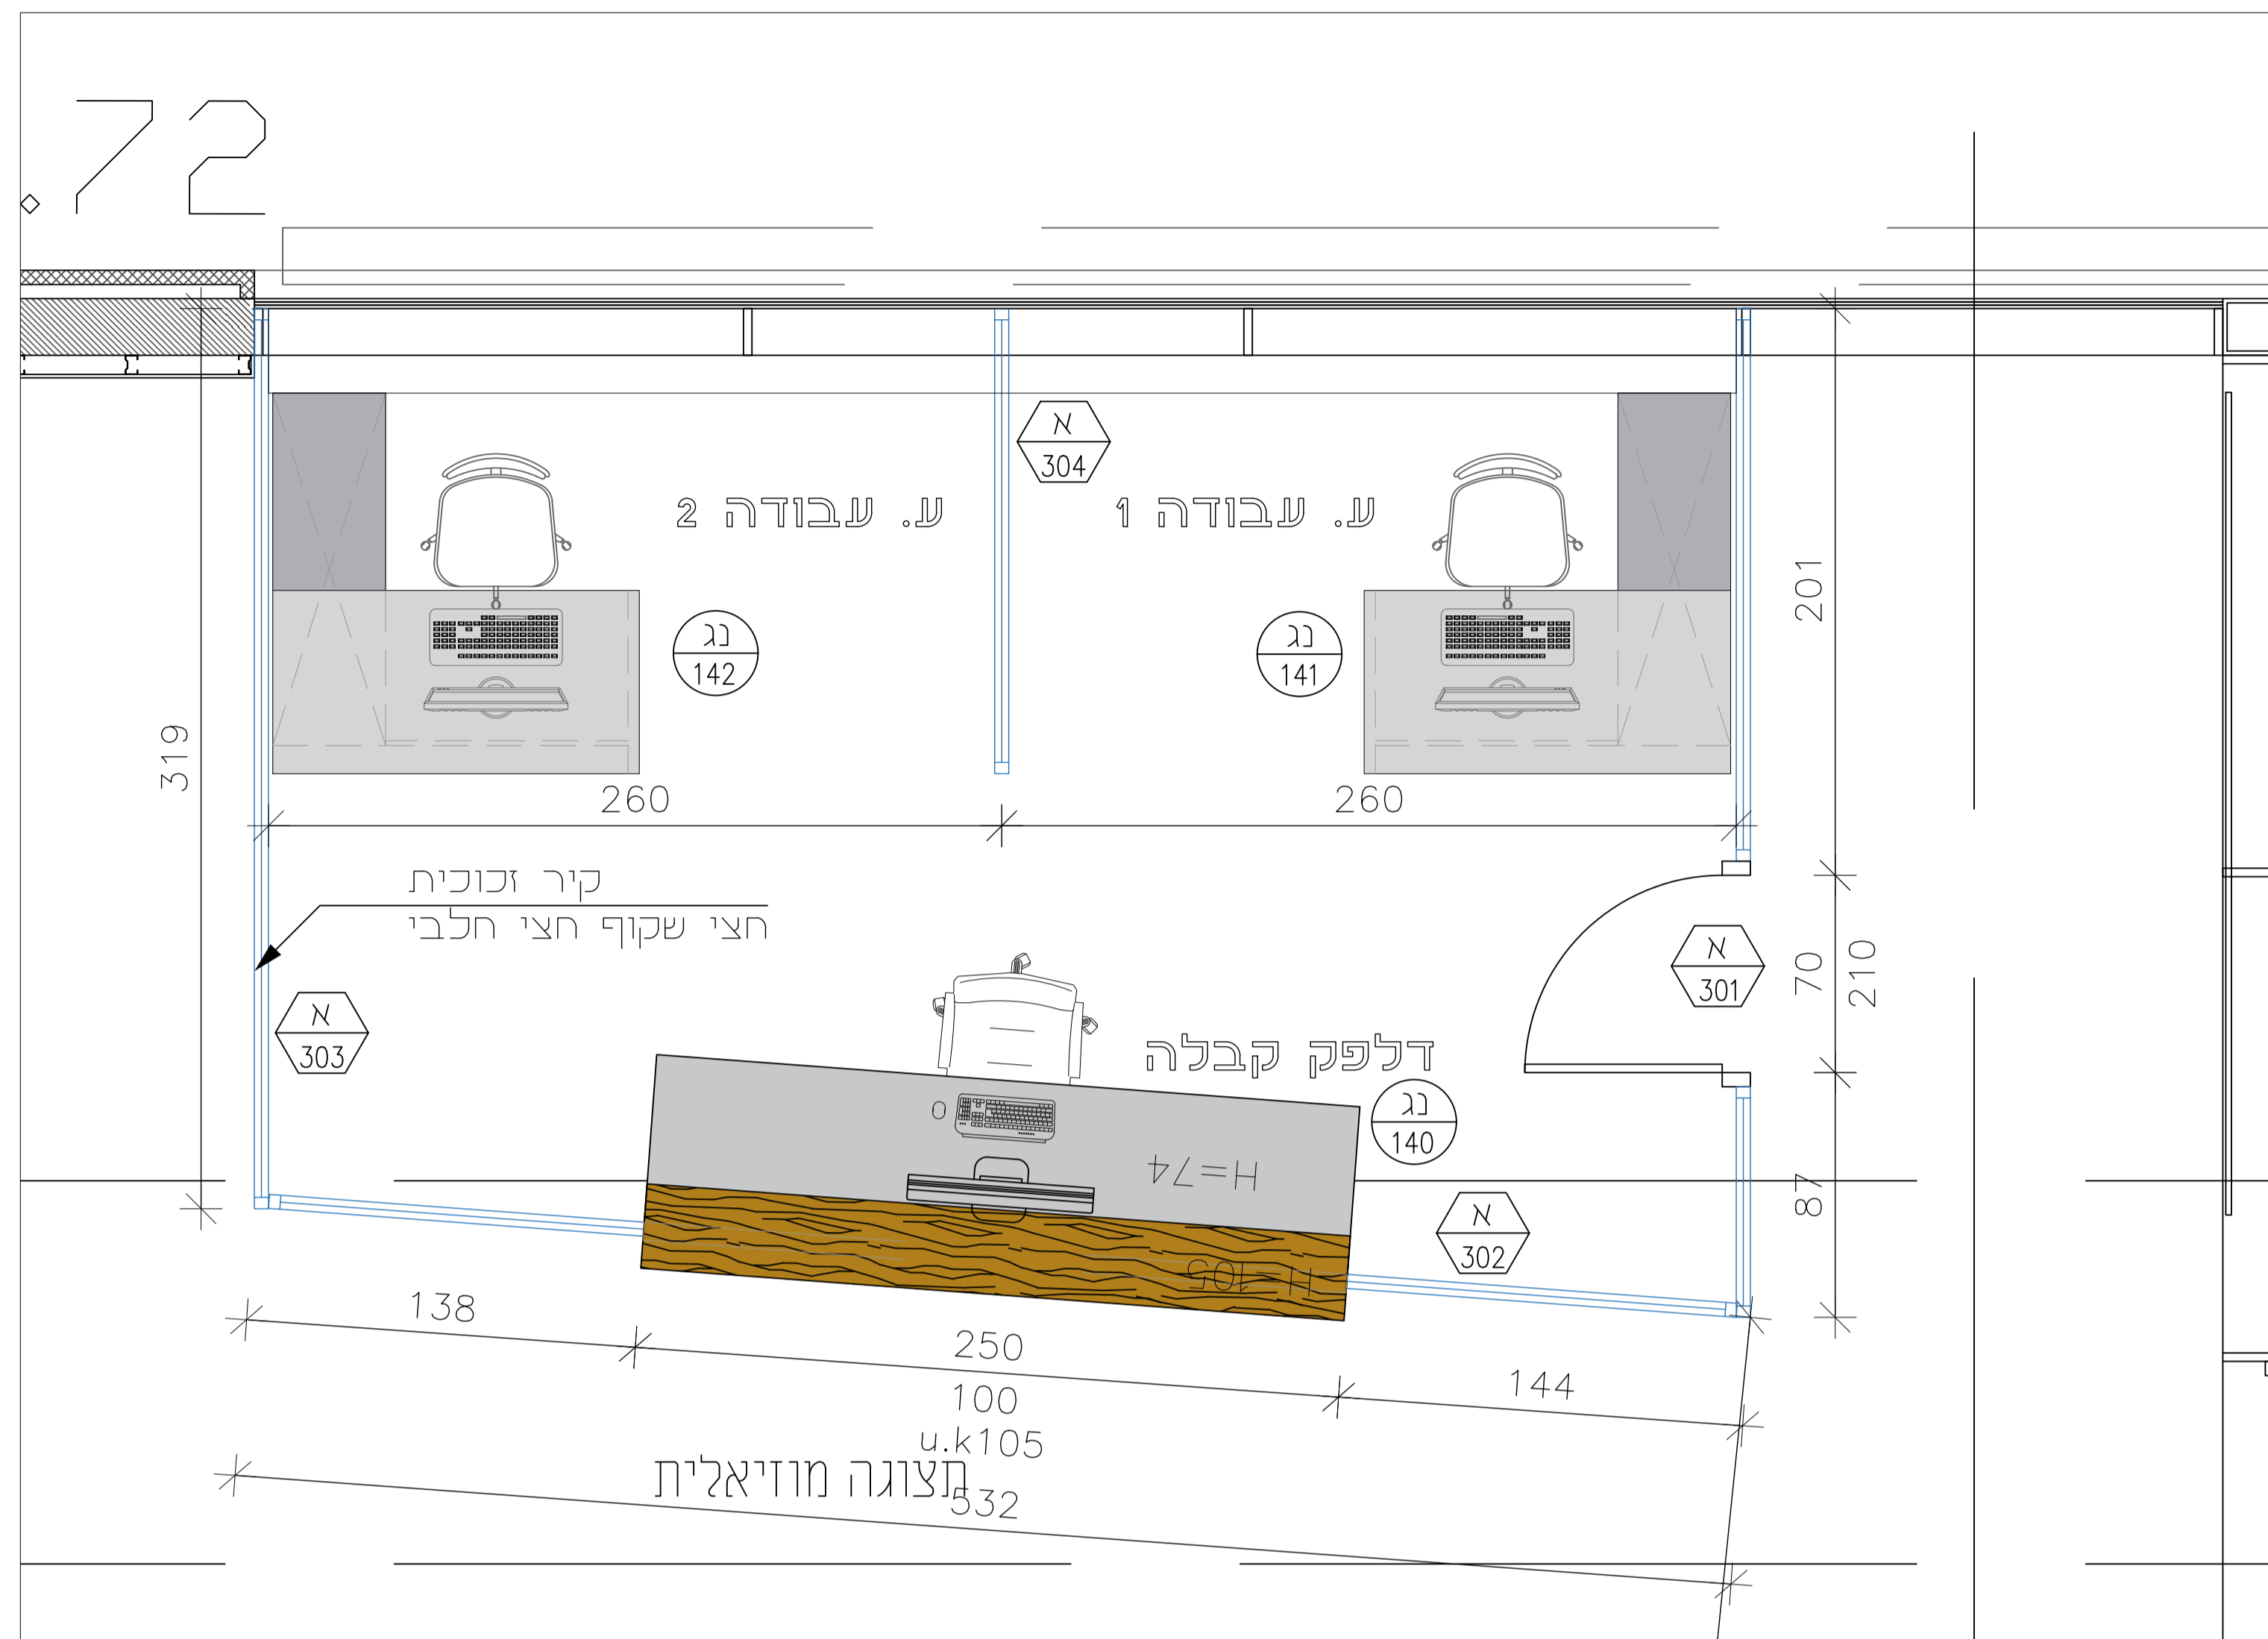 .72
א
304
ע. עבודה 2
ע. עבודה 1
נג
142
נג
141
201
319
260
260
קיר זכוכית
חצי שקוף חצי חלבי
א
303
א
301
70
210
דלפק קבלה
נג
140
H=74
87
א
302
H=105
138
250
100
u.k105
144
תצוגה מוזיאלית
532